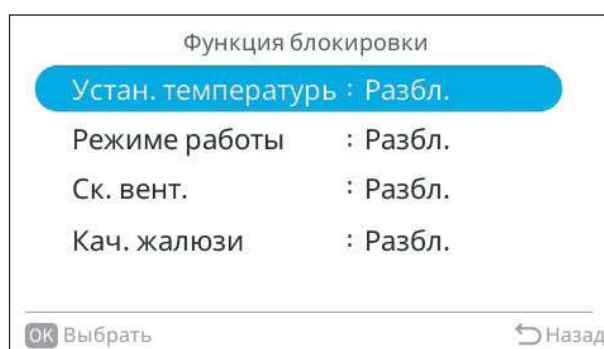 Функция блокировки
Устан. температурь : Разбл.
Режиме работы : Разбл.
Ск. вент. : Разбл.
Кач. жалюзи : Разбл.
OK Выбрать Назад